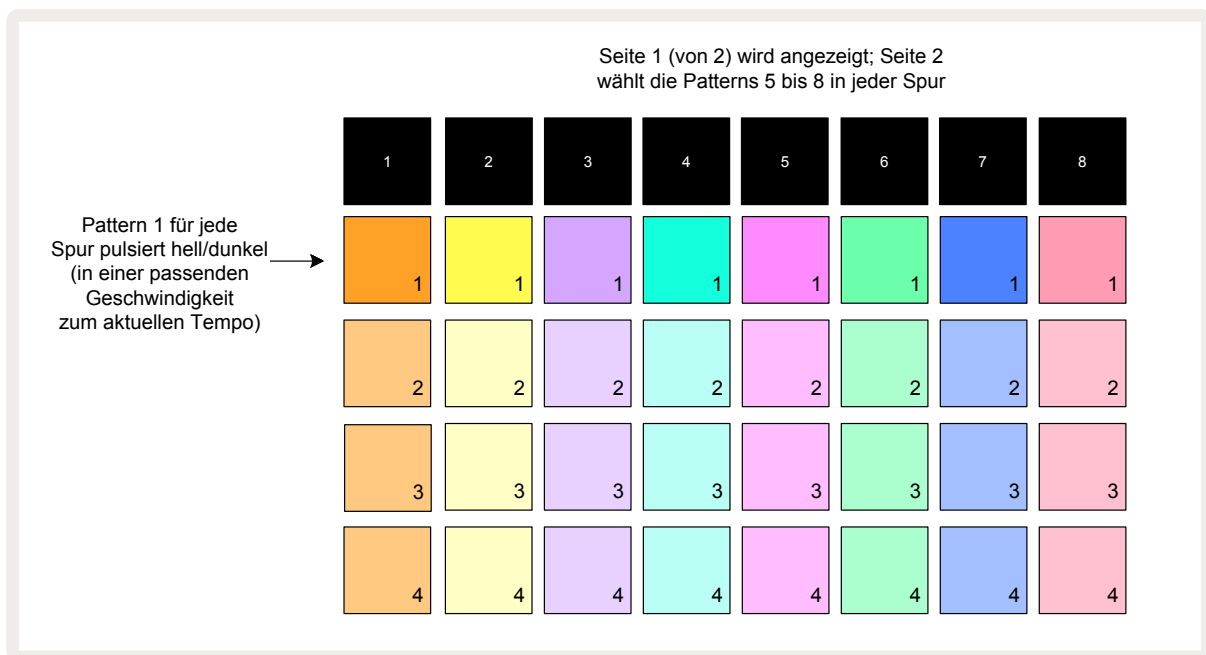 Seite 1 (von 2) wird angezeigt; Seite 2
wählt die Patterns 5 bis 8 in jeder Spur
1 2 3 4 5 6 7 8
Pattern 1 für jede
Spur pulsiert hell/dunkel
(in einer passenden
Geschwindigkeit
zum aktuellen Tempo)
1 1 1 1 1 1 1 1
2 2 2 2 2 2 2 2
3 3 3 3 3 3 3 3
4 4 4 4 4 4 4 4